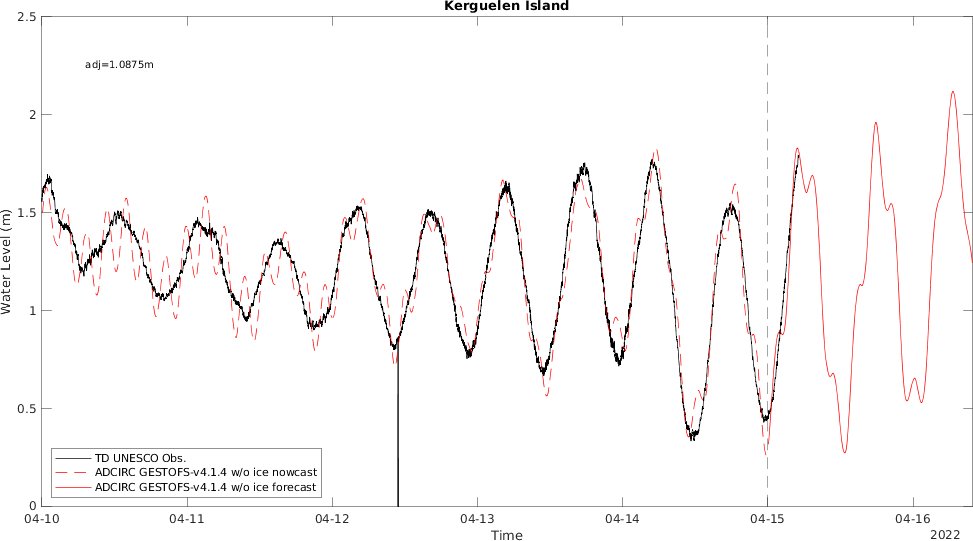 Kerguelen Island
2.5
adj=1.0875m
2
1.5
Water Level (m)
1
0.5
TD UNESCO Obs.
ADCIRC GESTOFS-v4.1.4 w/o ice nowcast
ADCIRC GESTOFS-v4.1.4 w/o ice forecast
0
04-10 04-11 04-12 04-13 04-14 04-15 04-16
Time
2022